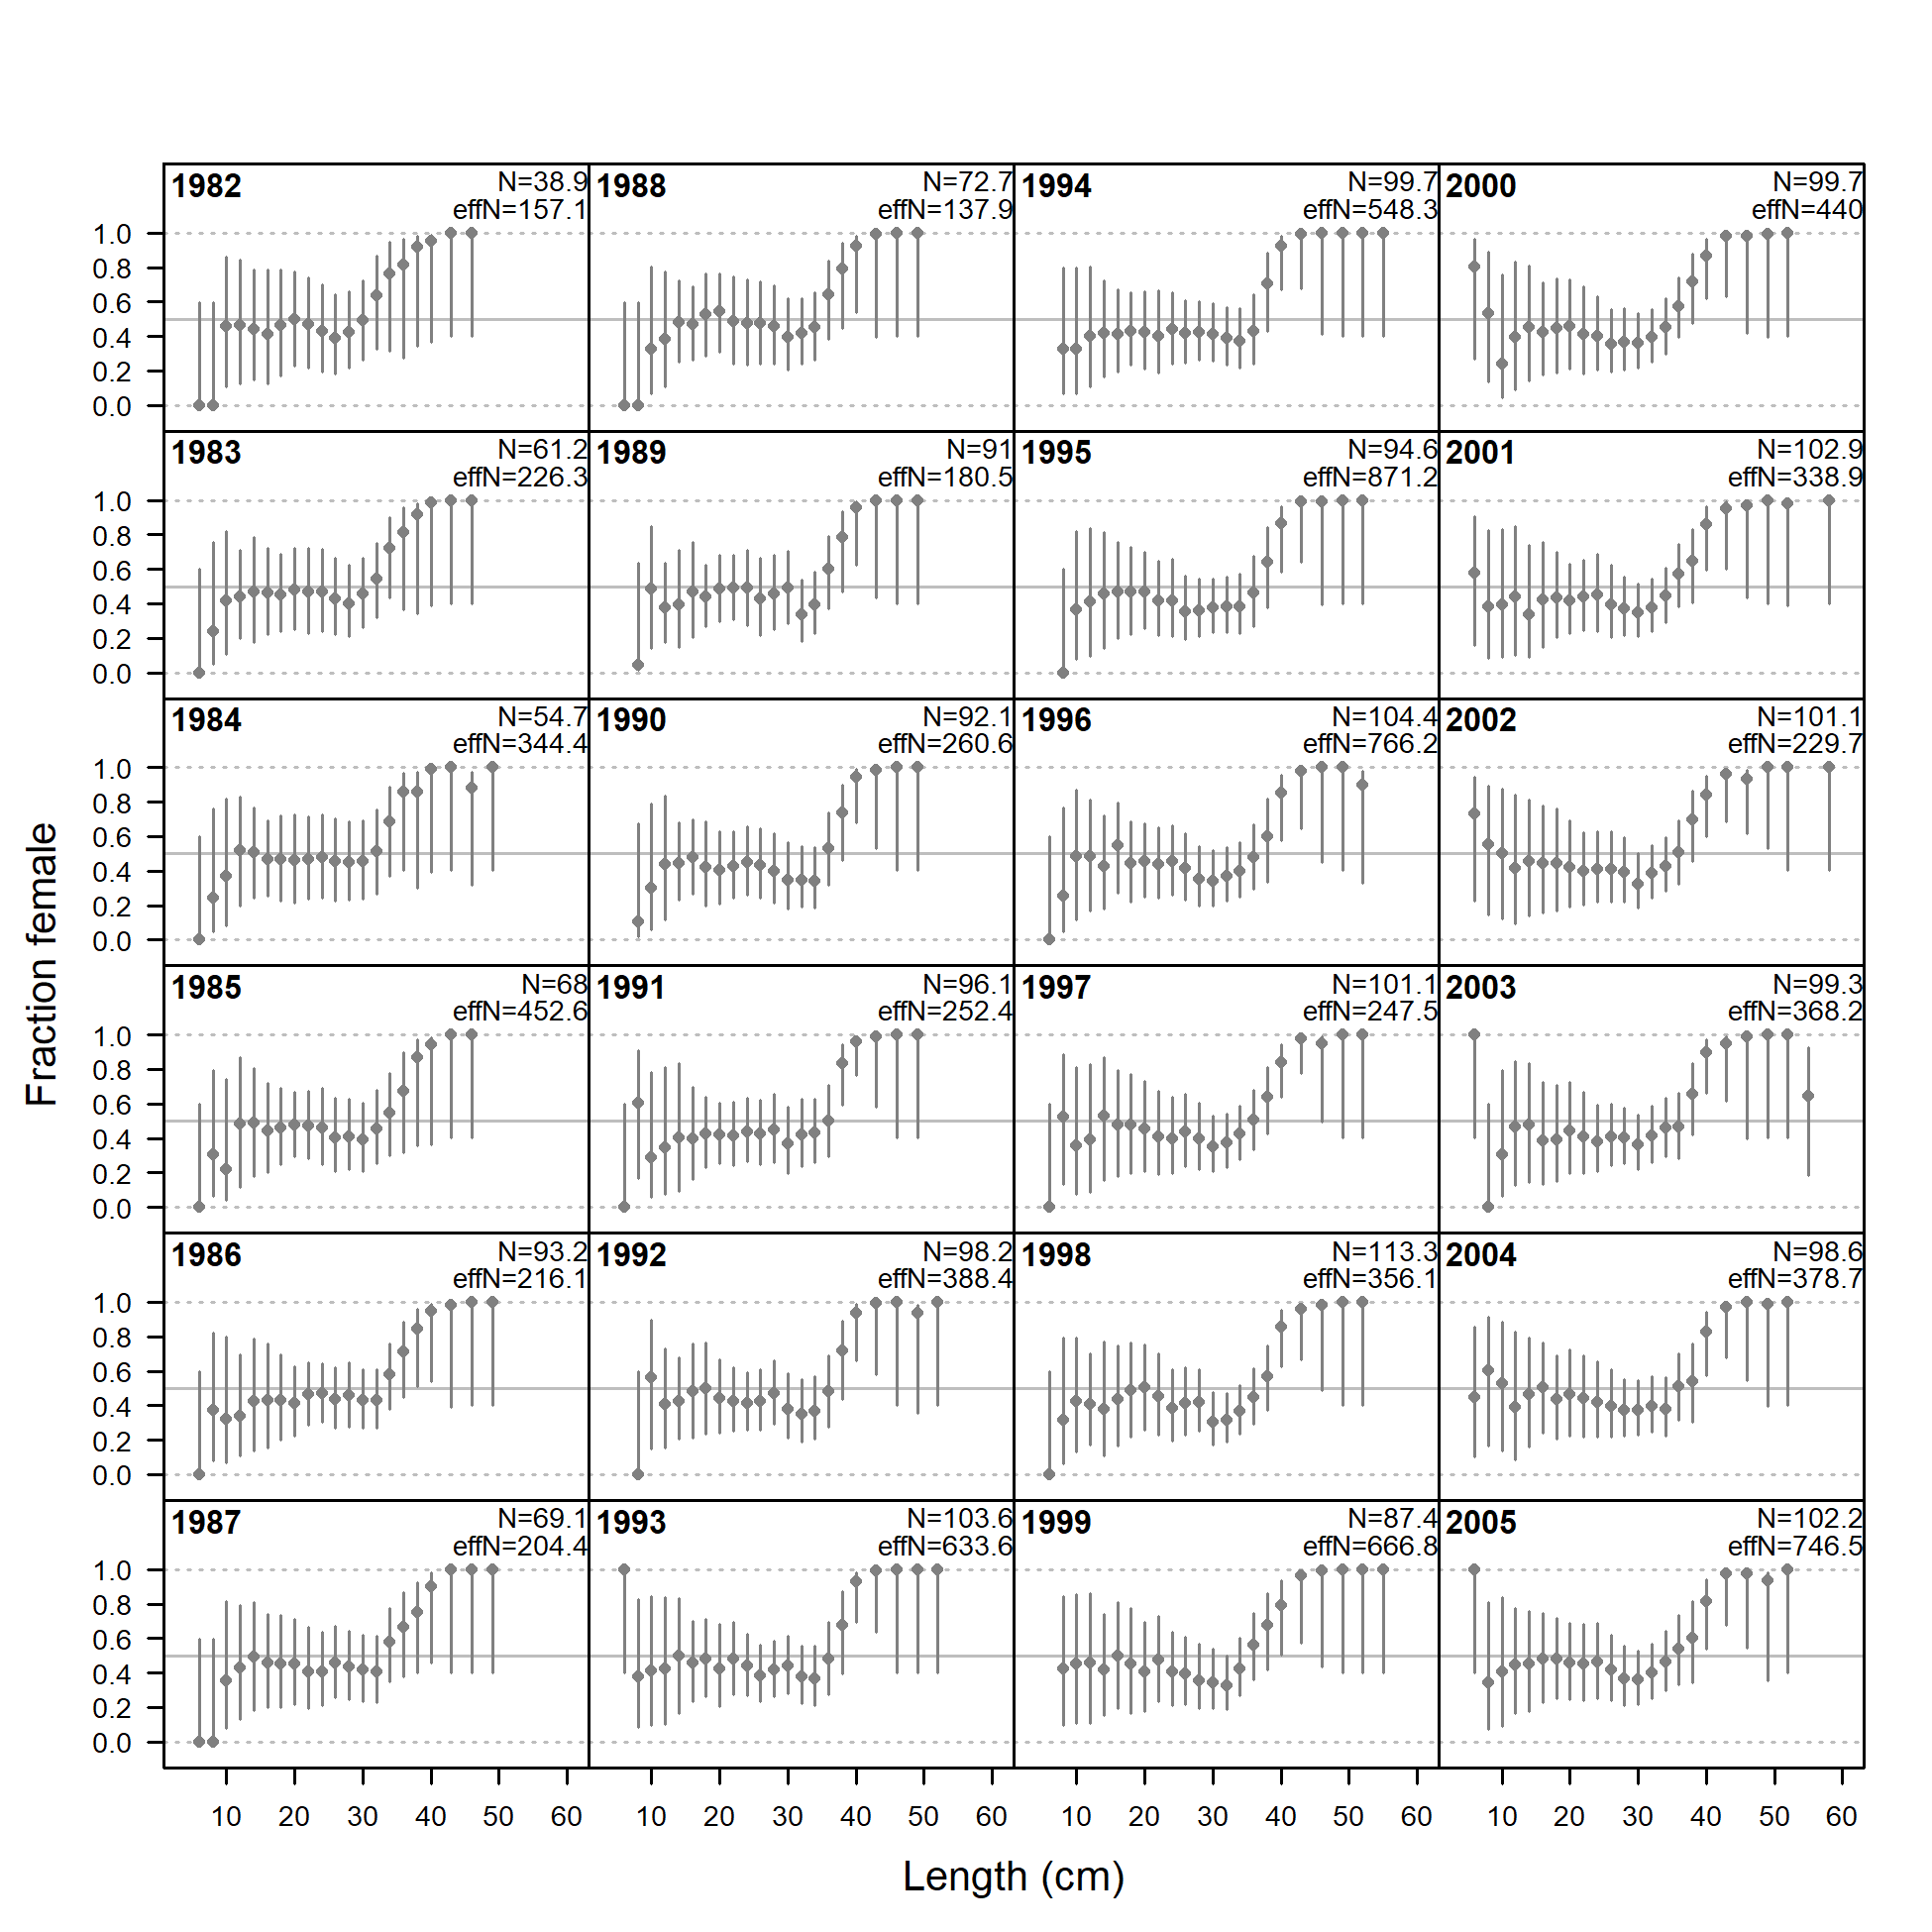 1982 N=38.9 1988 N=72.7 1994 N=99.7 2000 N=99.7
effN=157.1 effN=137.9 effN=548.3 effN=440
1.0
0.8
0.6
0.4
0.2
0.0
1983 N=61.2 1989 N=91 1995 N=94.6 2001 N=102.9
effN=226.3 effN=180.5 effN=871.2 effN=338.9
1.0
0.8
0.6
0.4
0.2
0.0
1984 N=54.7 1990 N=92.1 1996 N=104.4 2002 N=101.1
effN=344.4 effN=260.6 effN=766.2 effN=229.7
1.0
0.8
0.6
0.4
0.2
0.0
Fraction female
1985 N=68 1991 N=96.1 1997 N=101.1 2003 N=99.3
effN=452.6 effN=252.4 effN=247.5 effN=368.2
1.0
0.8
0.6
0.4
0.2
0.0
1986 N=93.2 1992 N=98.2 1998 N=113.3 2004 N=98.6
effN=216.1 effN=388.4 effN=356.1 effN=378.7
1.0
0.8
0.6
0.4
0.2
0.0
1987 N=69.1 1993 N=103.6 1999 N=87.4 2005 N=102.2
effN=204.4 effN=633.6 effN=666.8 effN=746.5
1.0
0.8
0.6
0.4
0.2
0.0
10 20 30 40 50 60 10 20 30 40 50 60 10 20 30 40 50 60 10 20 30 40 50 60
Length (cm)